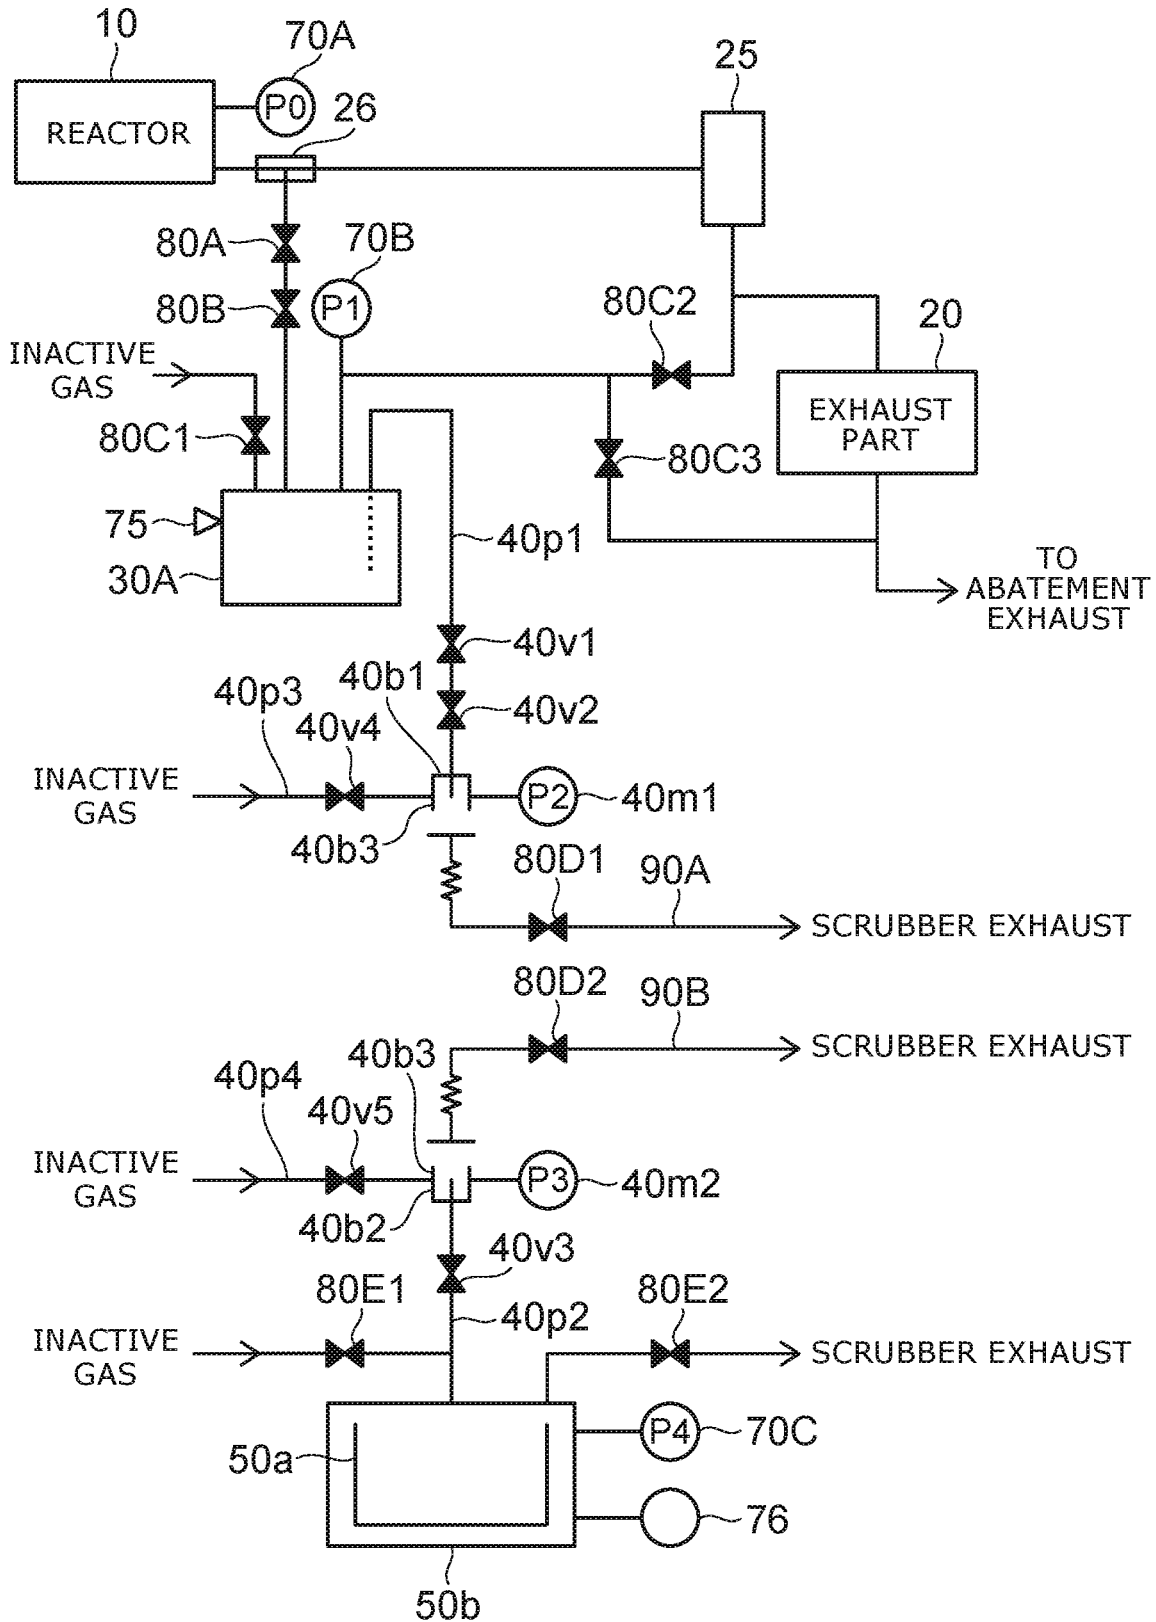 10
70A
P0
26
25
REACTOR
80A
70B
80B
P1
80C2
20
INACTIVE
GAS
80C1
80C3
EXHAUST
PART
75
30A
40p1
TO
ABATEMENT
EXHAUST
40v1
40b1
40p3
40v2
40v4
INACTIVE
GAS
P2
40m1
40b3
80D1
90A
SCRUBBER EXHAUST
80D2
90B
SCRUBBER EXHAUST
40b3
40p4
40v5
INACTIVE
GAS
P3
40m2
40b2
40v3
80E1
40p2
80E2
INACTIVE
GAS
SCRUBBER EXHAUST
P4
70C
50a
76
50b